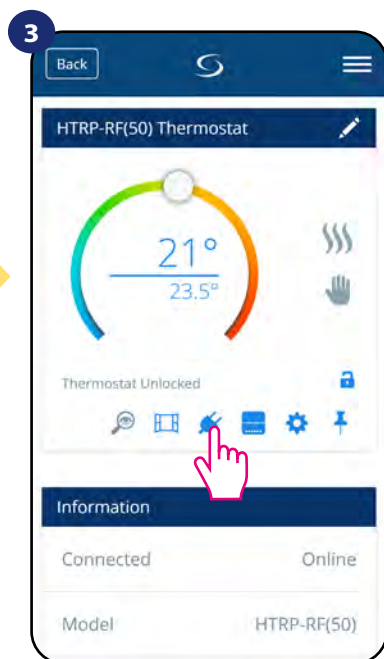 3
Back
HTRP-RF(50) Thermostat
21°
23.5°
Thermostat Unlocked
Information
Connected Online
Model HTRP-RF(50)